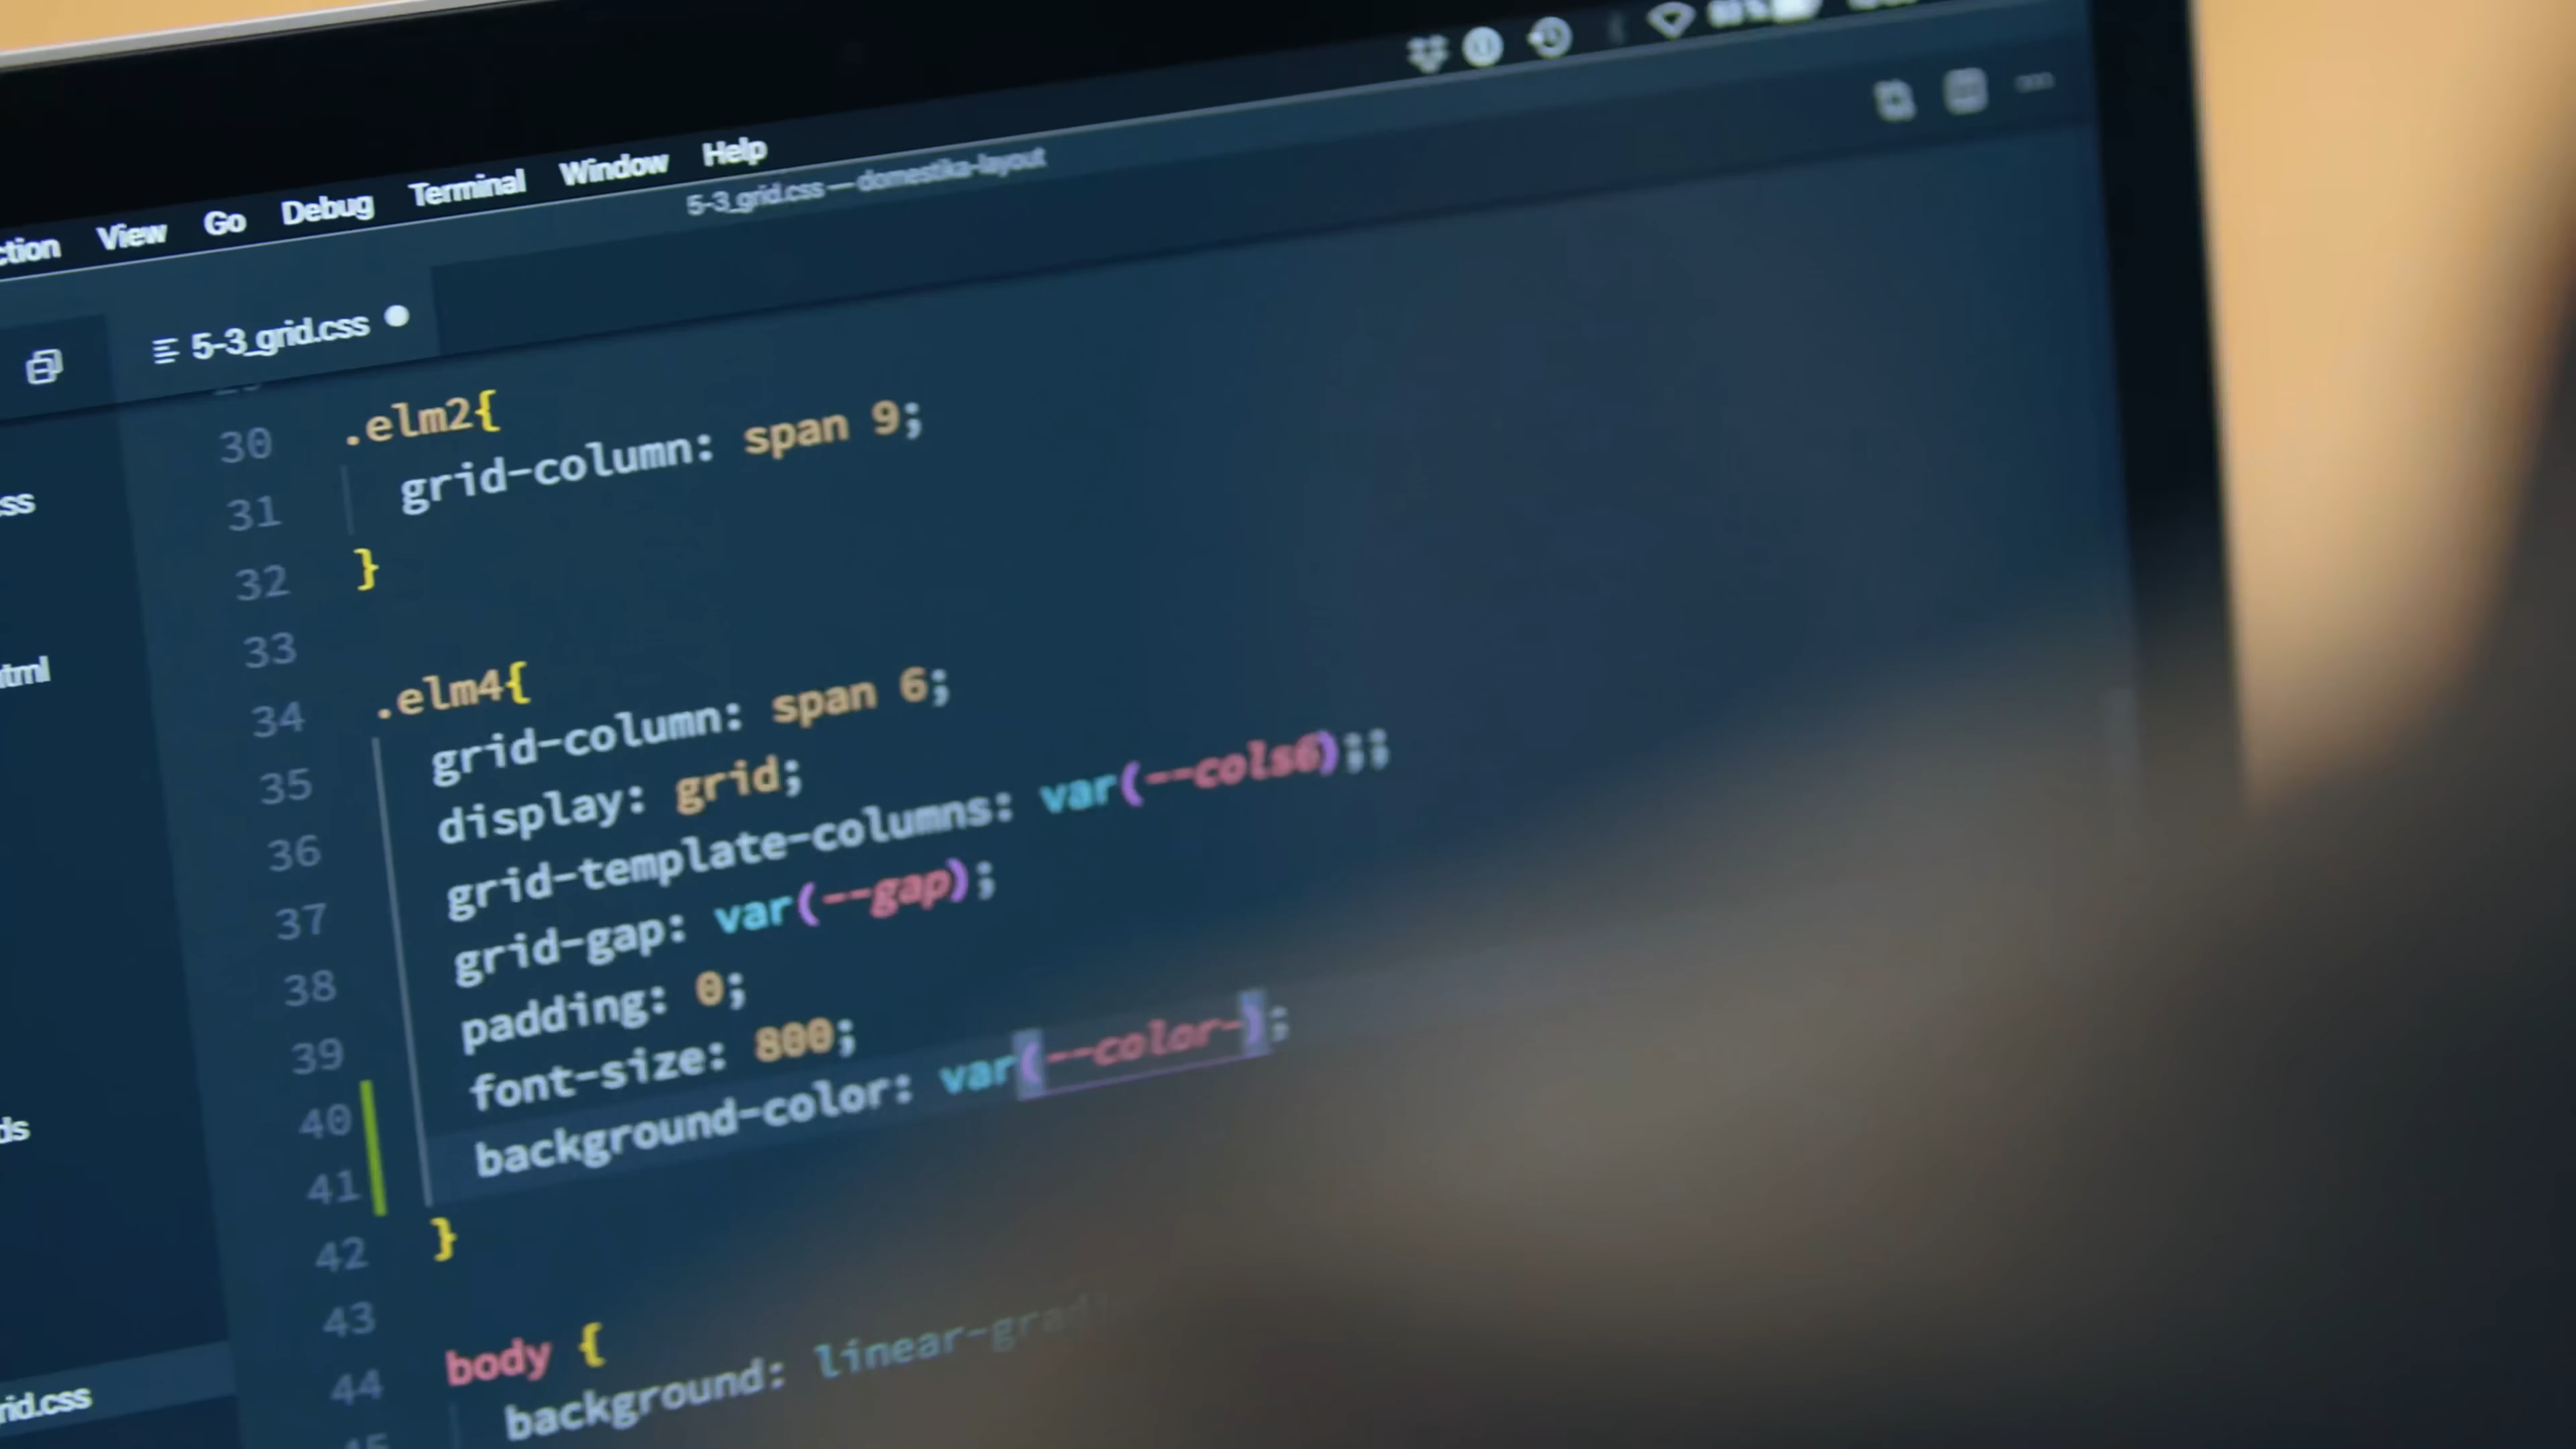 View Go Debug Terminal Window Help
5-3_grid.css — domestika-layout
5-3_grid.css
30 .elm2{
31 grid-column: span 9;
32 }
33
34 .elm4{
35 grid-column: span 6;
36 display: grid;
37 grid-template-columns: var(--cols6);;
38 grid-gap: var(--gap);
39 padding: 0;
40 font-size: 800;
41 background-color: var(--color-);
42 }
43
44 body {
background: linear-gradi